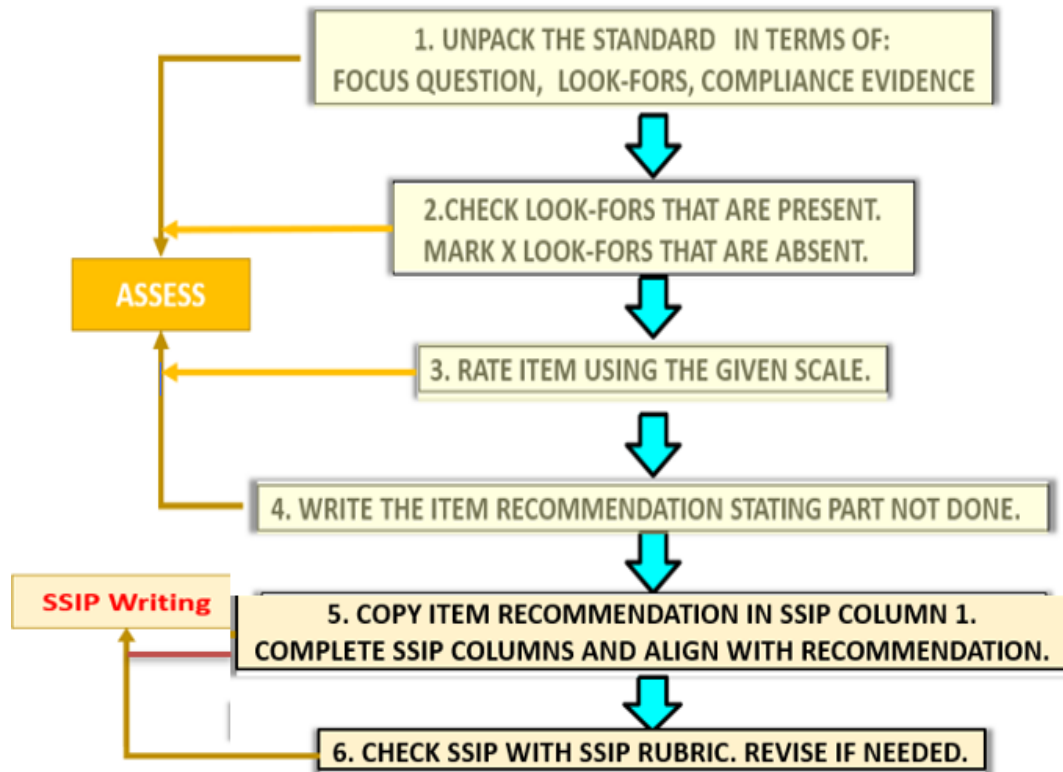 1. UNPACK THE STANDARD IN TERMS OF:
FOCUS QUESTION, LOOK-FORS, COMPLIANCE EVIDENCE
2.CHECK LOOK-FORS THAT ARE PRESENT.
MARK X LOOK-FORS THAT ARE ABSENT.
ASSESS
3. RATE ITEM USING THE GIVEN SCALE.
4. WRITE THE ITEM RECOMMENDATION STATING PART NOT DONE.
SSIP Writing
5. COPY ITEM RECOMMENDATION IN SSIP COLUMN 1.
COMPLETE SSIP COLUMNS AND ALIGN WITH RECOMMENDATION.
6. CHECK SSIP WITH SSIP RUBRIC. REVISE IF NEEDED.